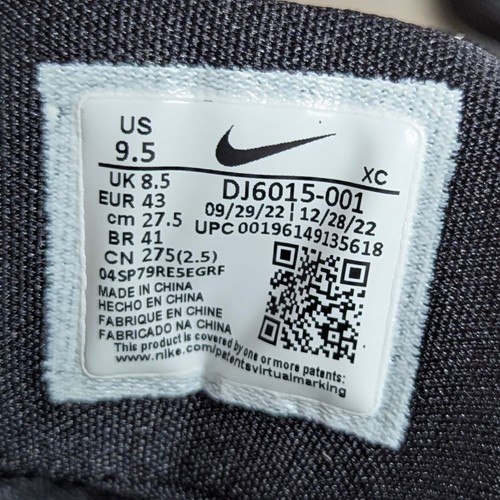 US
9.5
XC
UK 8.5
EUR 43
cm 27.5
BR 41
CN 275(2.5)
DJ6015-001
09/29/22 | 12/28/22
UPC 00196149135618
04SP79RESEGRF
MADE IN CHINA
HECHO EN CHINA
FABRIQUE EN CHINE
FABRICADO NA CHINA
This product is covered by one or more patents:
www.nike.com/patentsvirtualmarking